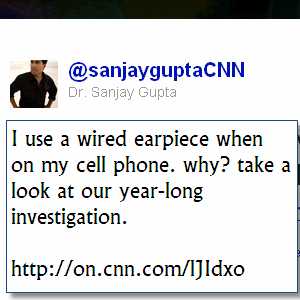 @sanjayguptaCNN
Dr. Sanjay Gupta
I use a wired earpiece when
on my cell phone. why? take a
look at our year-long
investigation.
http://on.cnn.com/lJIdxo